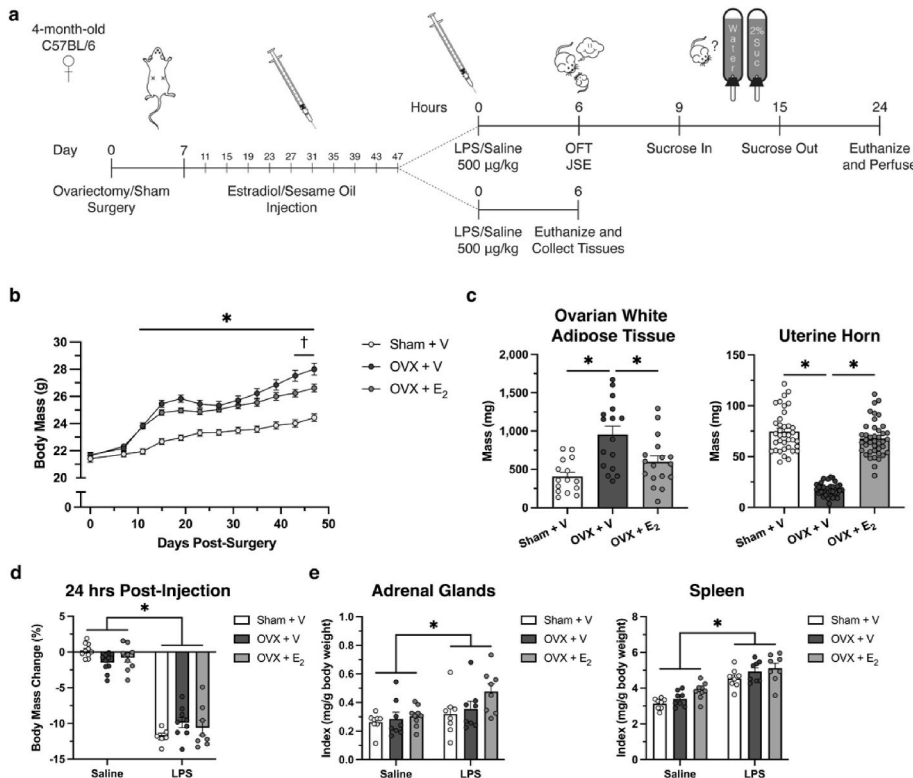 a
4-month-old
C57BL/6
Water
2% Suc
?
Hours
0 6 9 15 24
LPS/Saline
500 µg/kg
OFT
JSE
Sucrose In
Sucrose Out
Euthanize
and Perfuse
Day
0 7 11 15 19 23 27 31 35 39 43 47
Ovariectomy/Sham
Surgery
Estradiol/Sesame Oil
Injection
0 6
LPS/Saline
500 µg/kg
Euthanize and
Collect Tissues
b
*
†
Body Mass (g)
30
28
26
24
22
20
0
0 10 20 30 40 50
Days Post-Surgery
Sham + V
OVX + V
OVX + E2
c
Ovarian White
Adipose Tissue
* *
Mass (mg)
2,000
1,500
1,000
500
0
Sham + V
OVX + V
OVX + E2
Uterine Horn
* *
Mass (mg)
150
100
75
50
25
0
Sham + V
OVX + V
OVX + E2
d
24 hrs Post-Injection
*
Body Mass Change (%)
5
0
-5
-10
-15
Saline LPS
Sham + V
OVX + V
OVX + E2
e
Adrenal Glands
*
Index (mg/g body weight)
1.0
0.8
0.6
0.4
0.2
0.0
Saline LPS
Sham + V
OVX + V
OVX + E2
Spleen
*
Index (mg/g body weight)
8
6
4
2
0
Saline LPS
Sham + V
OVX + V
OVX + E2